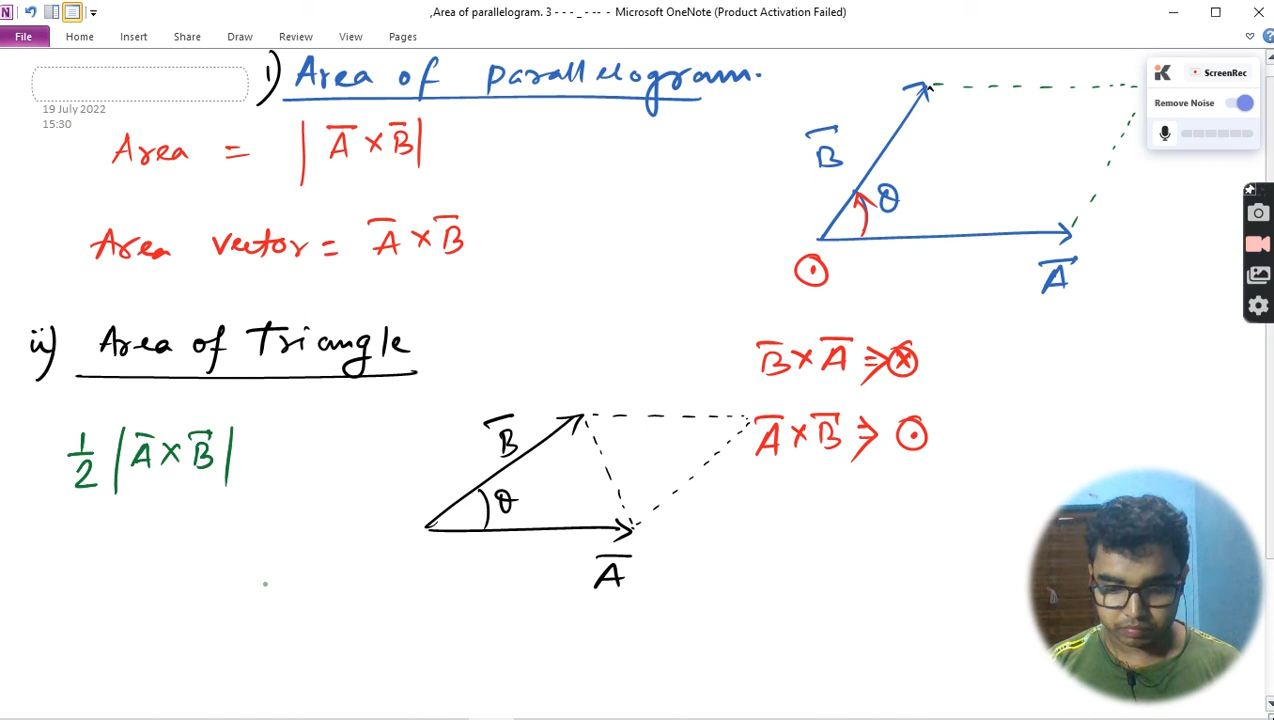 ,Area of parallelogram. 3 - - - _ - -- - Microsoft OneNote (Product Activation Failed)
File Home Insert Share Draw Review View Pages
i) Area of parallelogram.
19 July 2022
15:30
Area = | A̅ × B̅ |
Area vector = A̅ × B̅
ii) Area of Triangle
1/2 | A̅ × B̅ |
B̅
θ
A̅
B̅ × A̅ ⇒ ⊗
A̅ × B̅ ⇒ ⊙
B̅
θ
A̅
ScreenRec
Remove Noise